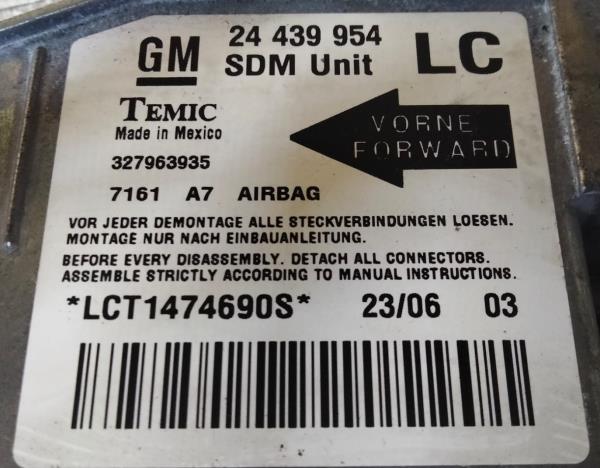 GM 24 439 954 LC
SDM Unit
TEMIC
Made in Mexico
VORNE
FORWARD
327963935
7161 A7 AIRBAG
VOR JEDER DEMONTAGE ALLE STECKVERBINDUNGEN LOESEN.
MONTAGE NUR NACH EINBAUANLEITUNG.
BEFORE EVERY DISASSEMBLY. DETACH ALL CONNECTORS.
ASSEMBLE STRICTLY ACCORDING TO MANUAL INSTRUCTIONS.
*LCT1474690S* 23/06 03